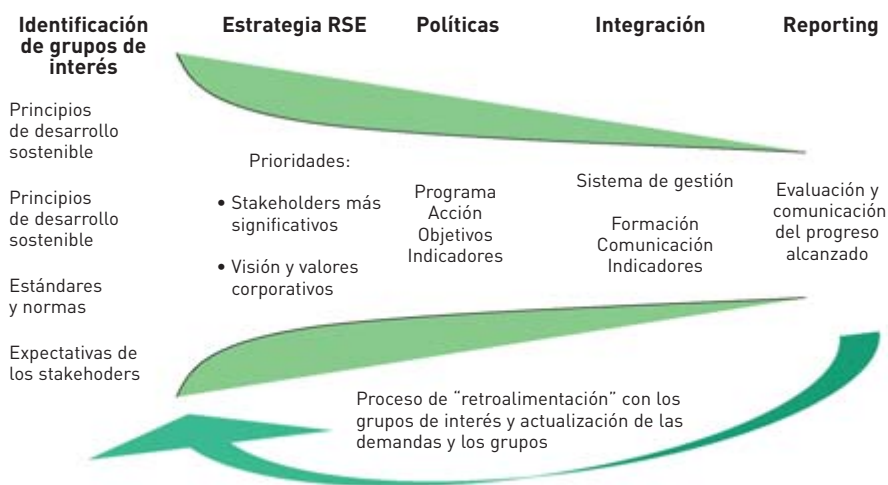 Identificación
de grupos de
interés
Estrategia RSE
Políticas
Integración
Reporting
Principios
de desarrollo
sostenible
Principios
de desarrollo
sostenible
Estándares
y normas
Expectativas de
los stakehoders
Prioridades:
• Stakeholders más
significativos
• Visión y valores
corporativos
Programa
Acción
Objetivos
Indicadores
Sistema de gestión
Formación
Comunicación
Indicadores
Evaluación y
comunicación
del progreso
alcanzado
Proceso de “retroalimentación” con los
grupos de interés y actualización de las
demandas y los grupos